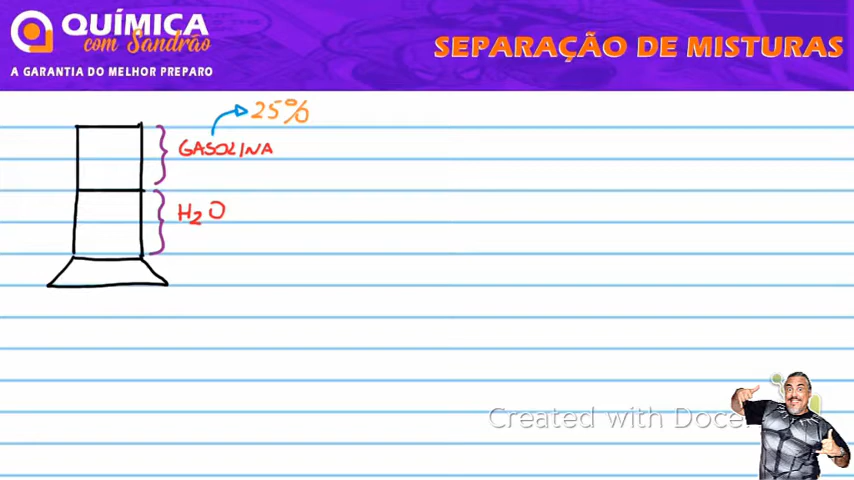 QUÍMICA
com Sandrão
A GARANTIA DO MELHOR PREPARO
SEPARAÇÃO DE MISTURAS
25%
GASOLINA
H₂O
Created with Doce